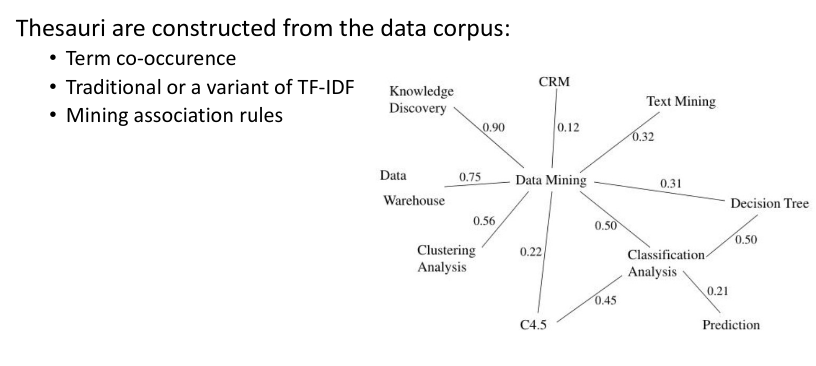 Thesauri are constructed from the data corpus:
• Term co-occurence
• Traditional or a variant of TF-IDF
• Mining association rules
CRM
Knowledge
Discovery
Text Mining
0.90
0.12
0.32
Data
Warehouse
0.75
Data Mining
0.31
Decision Tree
0.56
0.50
0.50
Clustering
Analysis
0.22
Classification
Analysis
0.45
0.21
C4.5
Prediction